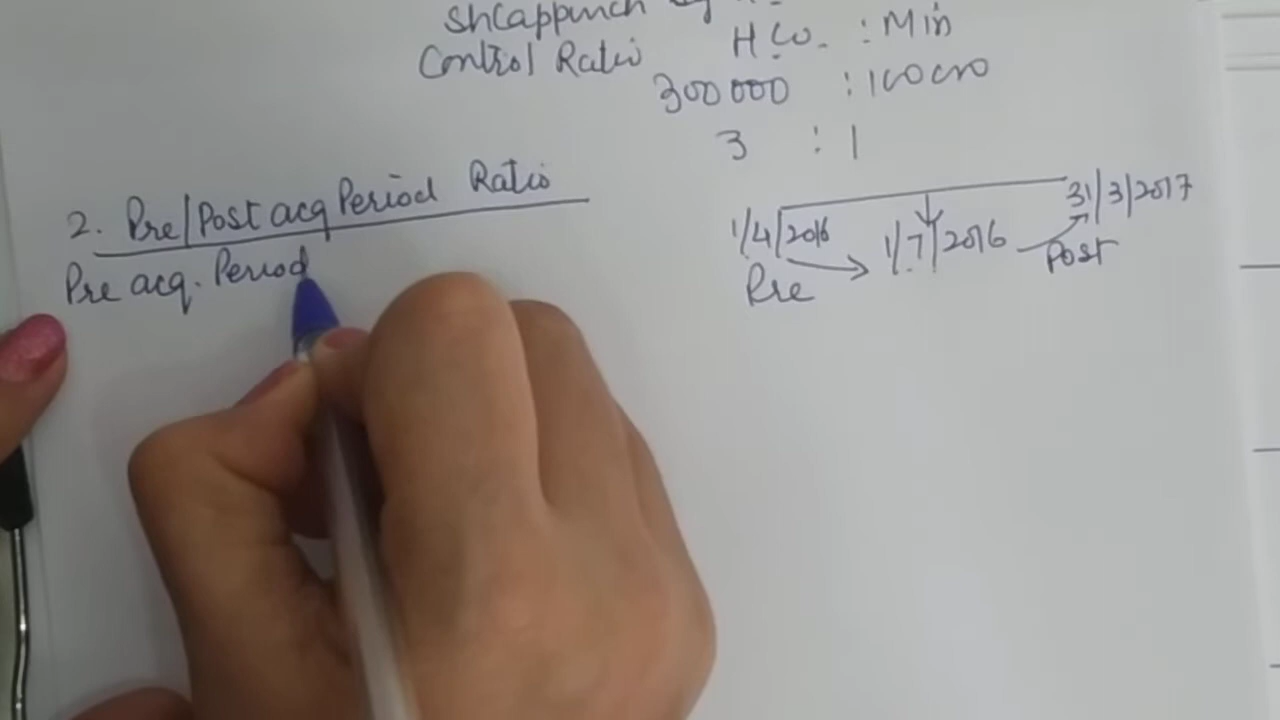 Control Ratio H Co. : Min
300000 : 100000
3 : 1
2. Pre/Post acq Period Ratio
1/4/2016 1/7/2016 31/3/2017
Pre Post
Pre acq. Period